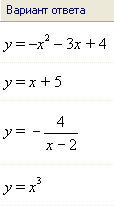 Вариант ответа
y = −x² − 3x + 4
y = x + 5
y = − 4/(x − 2)
y = x³